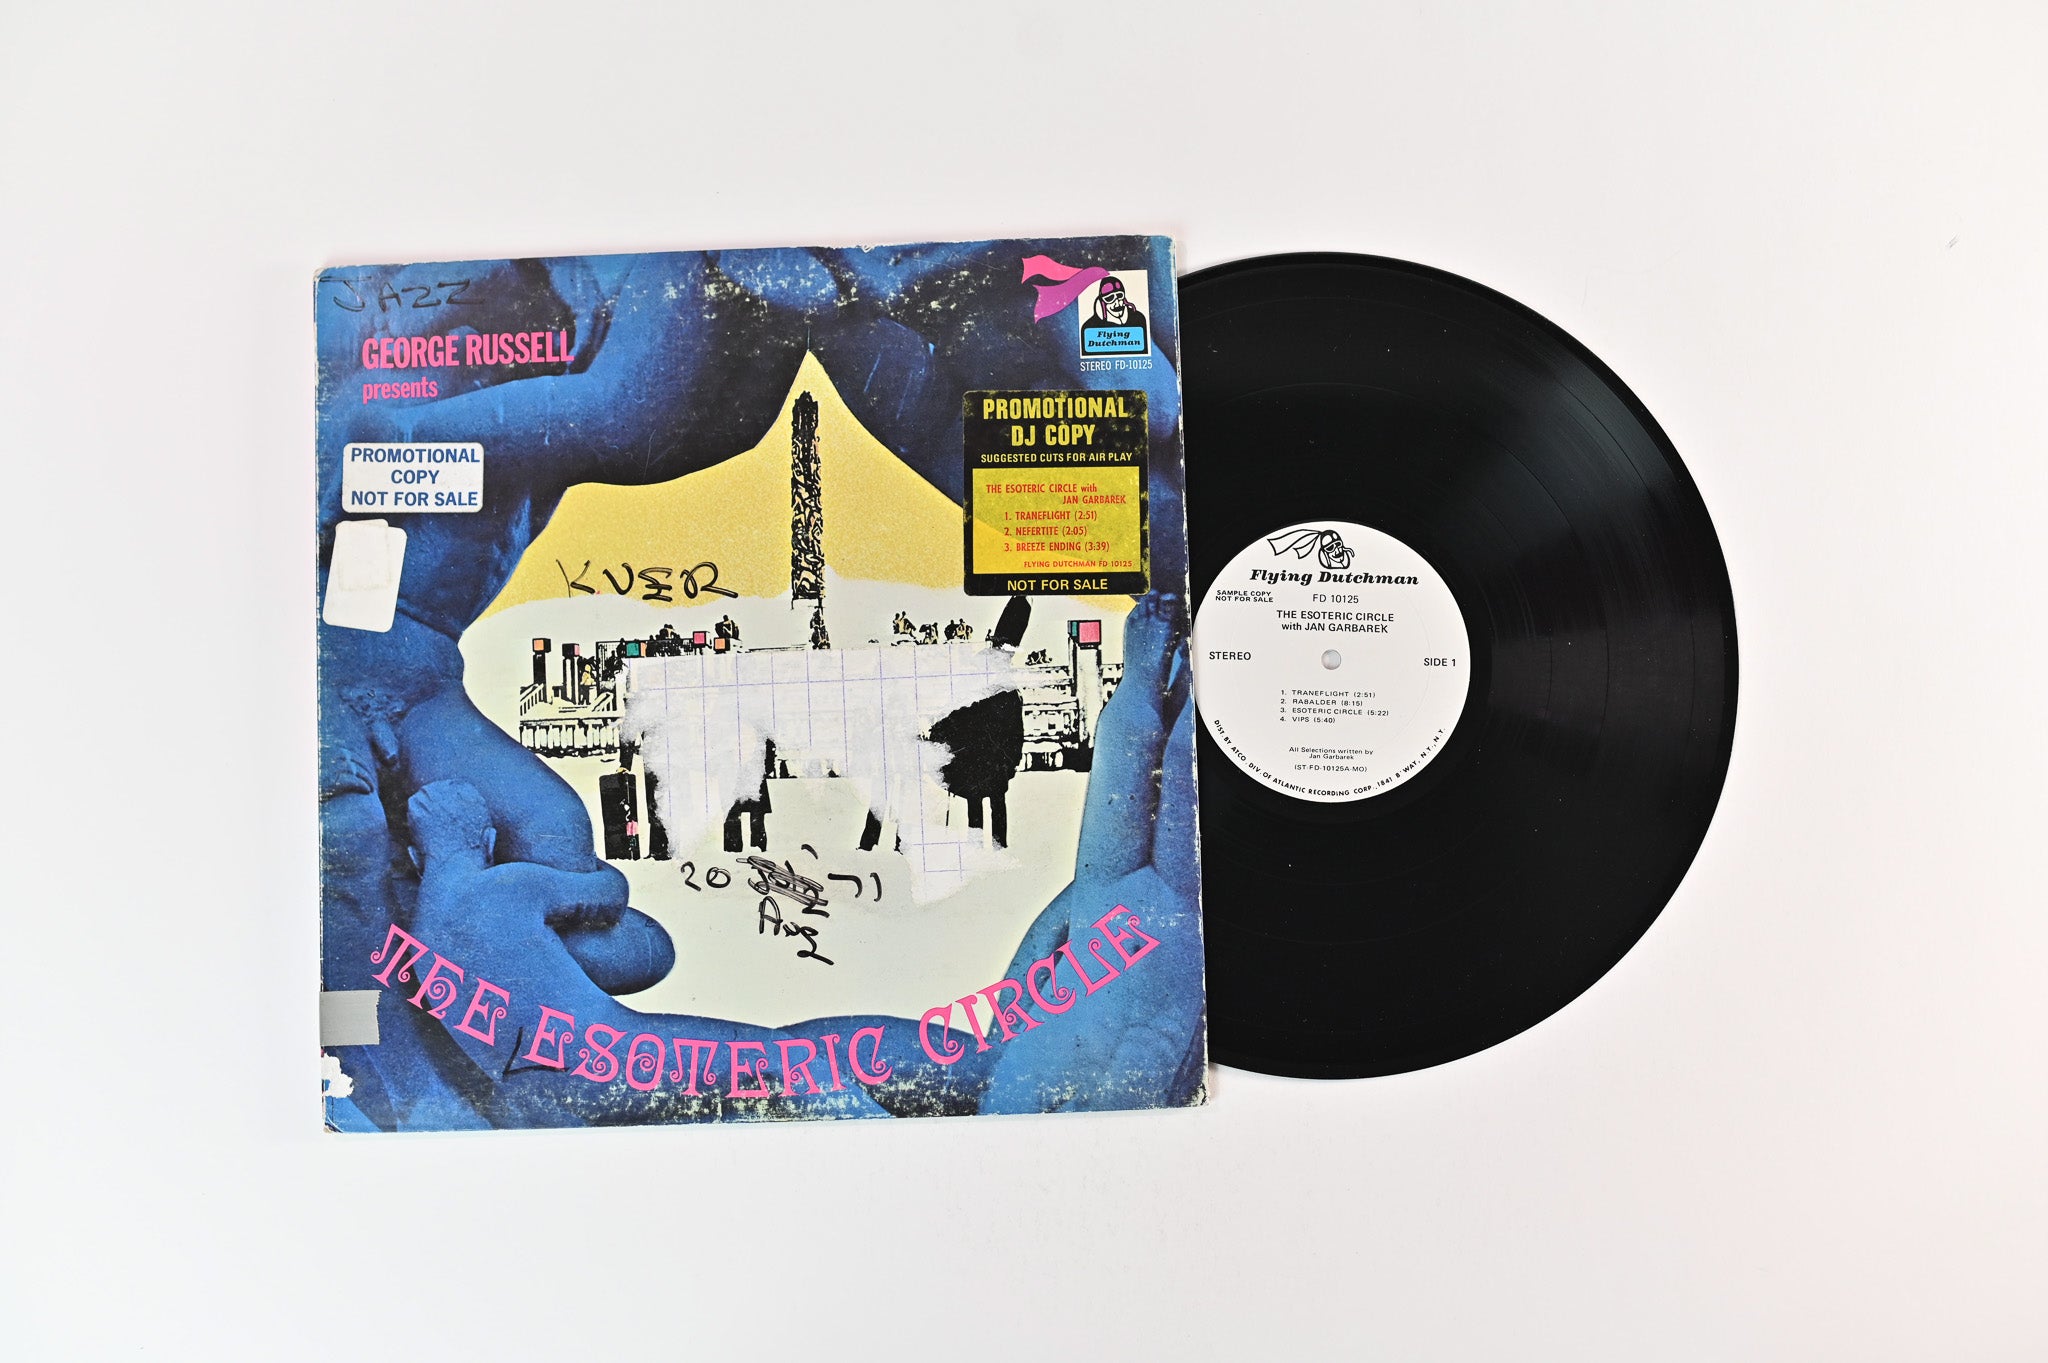 JAZZ
GEORGE RUSSELL
presents
Flying
Dutchman
STEREO FD-10125
PROMOTIONAL
COPY
NOT FOR SALE
PROMOTIONAL
DJ COPY
SUGGESTED CUTS FOR AIR PLAY
THE ESOTERIC CIRCLE with
JAN GARBAREK
1. TRANEFLIGHT (2:51)
2. NEFERTITE (2:05)
3. BREEZE ENDING (3:39)
FLYING DUTCHMAN FD 10125
NOT FOR SALE
THE ESOTERIC CIRCLE
Flying Dutchman
SAMPLE COPY
NOT FOR SALE
FD 10125
THE ESOTERIC CIRCLE
with JAN GARBAREK
STEREO
SIDE 1
1. TRANEFLIGHT (2:51)
2. RABALDER (8:15)
3. ESOTERIC CIRCLE (5:22)
4. VIPS (5:40)
All Selections written by
Jan Garbarek
(ST-FD-10125A-MO)
DIST. BY ATCO. DIV. OF ATLANTIC RECORDING CORP., 1841 B'WAY, N.Y., N.Y.